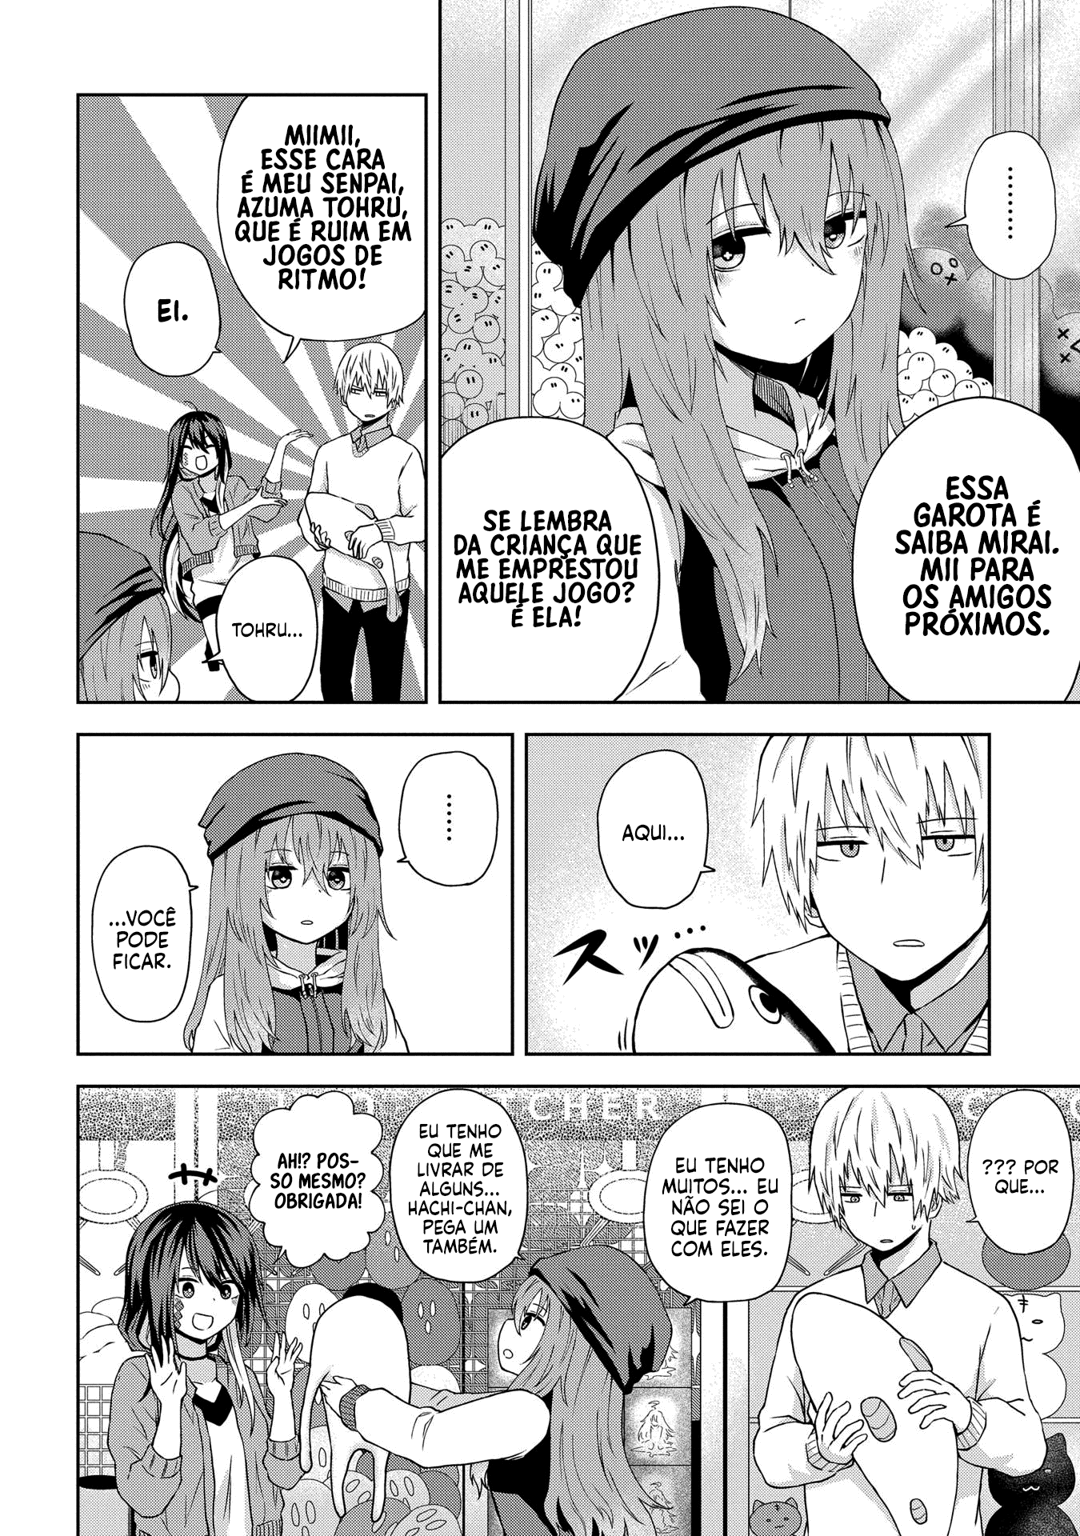 .........
ESSA
GAROTA É
SAIBA MIRAI.
MII PARA
OS AMIGOS
PRÓXIMOS.
SE LEMBRA
DA CRIANÇA QUE
ME EMPRESTOU
AQUELE JOGO?
É ELA!
MIIMII,
ESSE CARA
É MEU SENPAI,
AZUMA TOHRU,
QUE É RUIM EM
JOGOS DE
RITMO!
EI.
TOHRU...
AQUI...
スッ...
......
...VOCÊ
PODE
FICAR.
??? POR
QUE...
EU TENHO
MUITOS... EU
NÃO SEI O
QUE FAZER
COM ELES.
EU TENHO
QUE ME
LIVRAR DE
ALGUNS...
HACHI-CHAN,
PEGA UM
TAMBÉM.
AH!? POS-
SO MESMO?
OBRIGADA!
TCHER